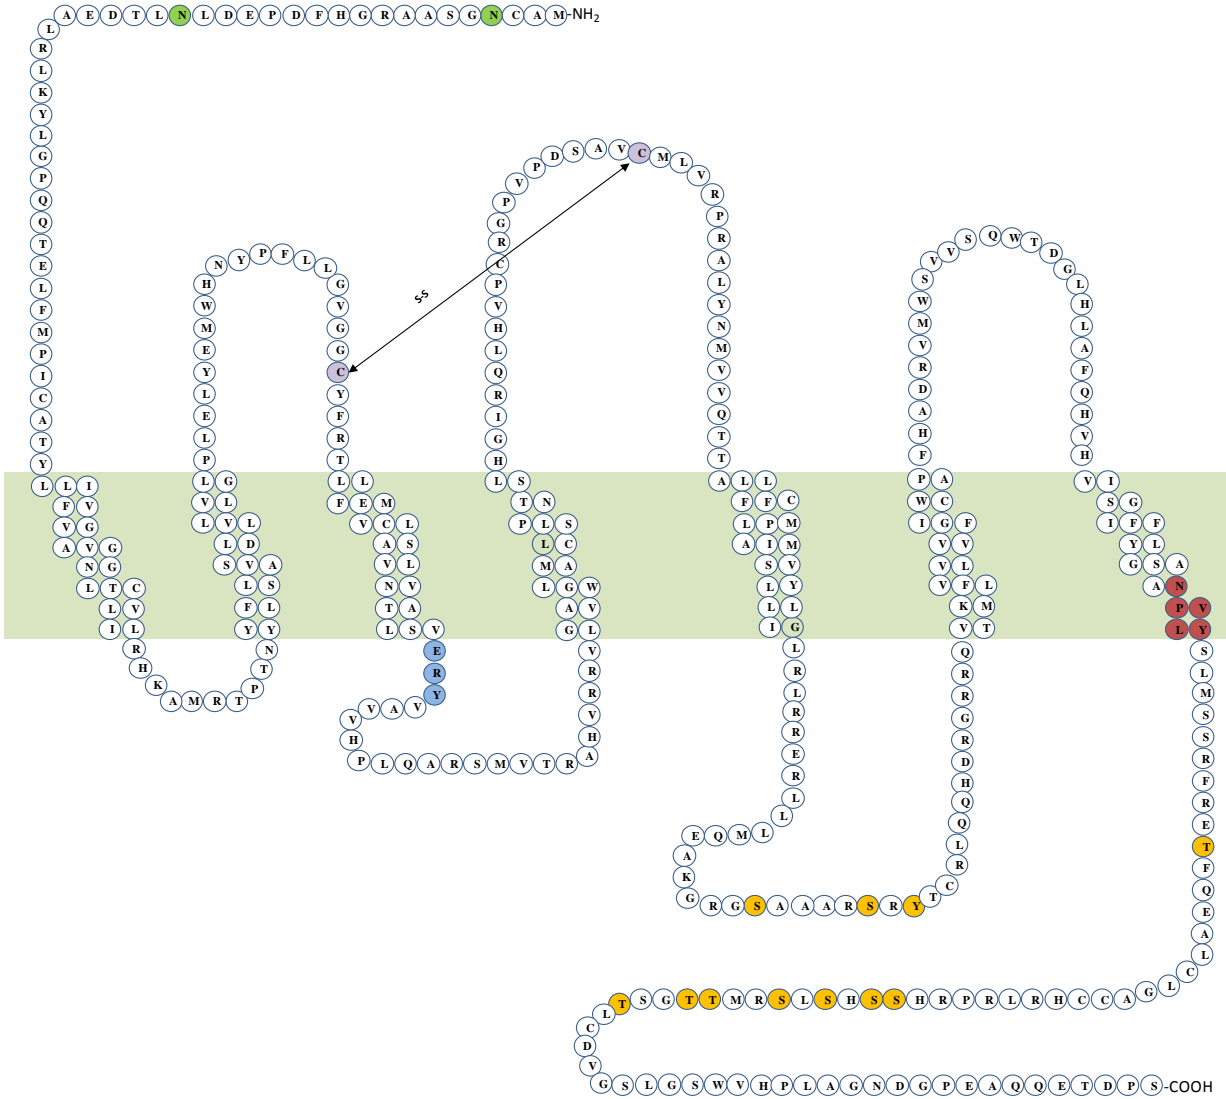 A E D T L N L D E P D F H G R A A S G N C A M-NH2
L R L K Y L G P Q Q T E L F M P I C A T Y
L L I
F V
V G
A V G
N G
L T C
L V
I L
R H K
A M R T P T N
L G
V L
L V L
L D
S V A
L S
F L
Y Y
H W M E Y L E L P
N Y P F L L
G V G G C Y F R T
S-S
L L
F E M
V C L
A S
V L
N V
T A
L S V
E R Y
V V A V
H
P L Q A R S M V T R A
V R R V H
L S
T N
P L S
L C
M A
L G W
A V
G L
P V P D S A V C M L V R
G R C P V H L Q R I G H
P R A L Y N M V V Q T T
A L L
F F C
L P M
A I M
S V
L Y
L L
I G
L R L R R E R L L
E Q M L
A K
G R G S A A A R S R Y T C
Q R R G R D H Q Q L R
P A
W C
I G F
V V
V L
V F L
K M
V T
S W M V R D A H F
V V S Q W T D G L
H L A F Q H V H
V I
S G
I F F
Y L
G S A
A N
P V
L Y
S L M S S R F R E T F Q E A L
L T S G T T M R S L S H S S H R P R L R H C C A G L C
C D V
G S L G S W V H P L A G N D G P E A Q Q E T D P S-COOH